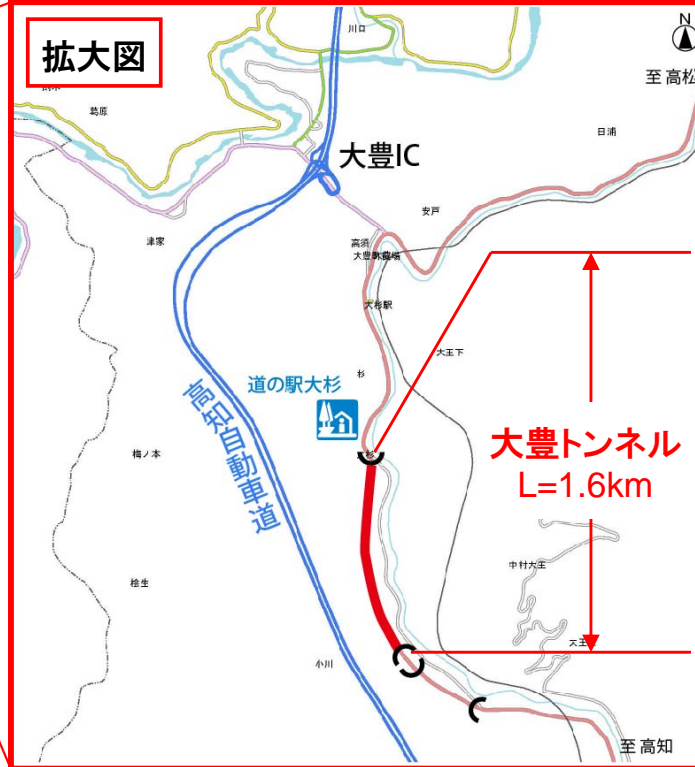 拡大図
川口
N
至 高松
葛原
日浦
大豊IC
安戸
津家
高須
大杉駅
大王下
杉
道の駅大杉
高知自動車道
大豊トンネル
L=1.6km
梅ノ本
杉
中村大王
桧生
小川
至 高知